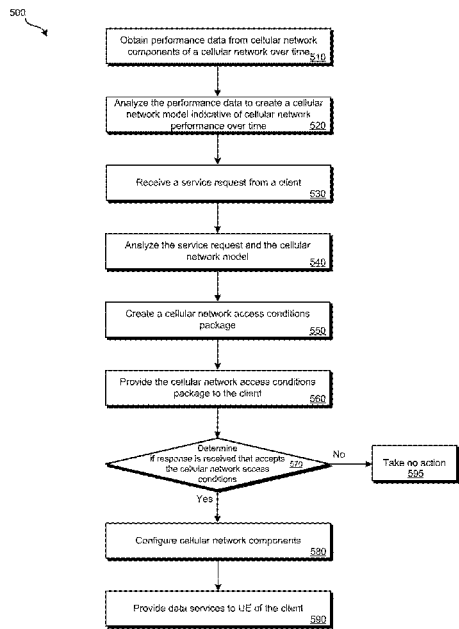 500
Obtain performance data from cellular network
components of a cellular network over time
510
Analyze the performance data to create a cellular
network model indicative of cellular network
performance over time
520
Receive a service request from a client
530
Analyze the service request and the cellular
network model
540
Create a cellular network access conditions
package
550
Provide the cellular network access conditions
package to the client
560
Determine
if response is received that accepts
the cellular network access
conditions
570
No
Take no action
595
Yes
Configure cellular network components
580
Provide data services to UE of the client
590